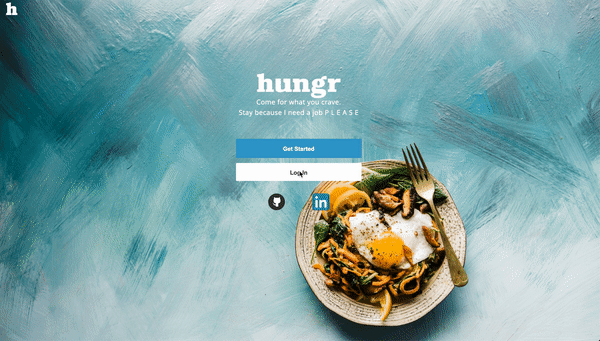 h
hungr
Come for what you crave.
Stay because I need a job P L E A S E
Get Started
Log In
in